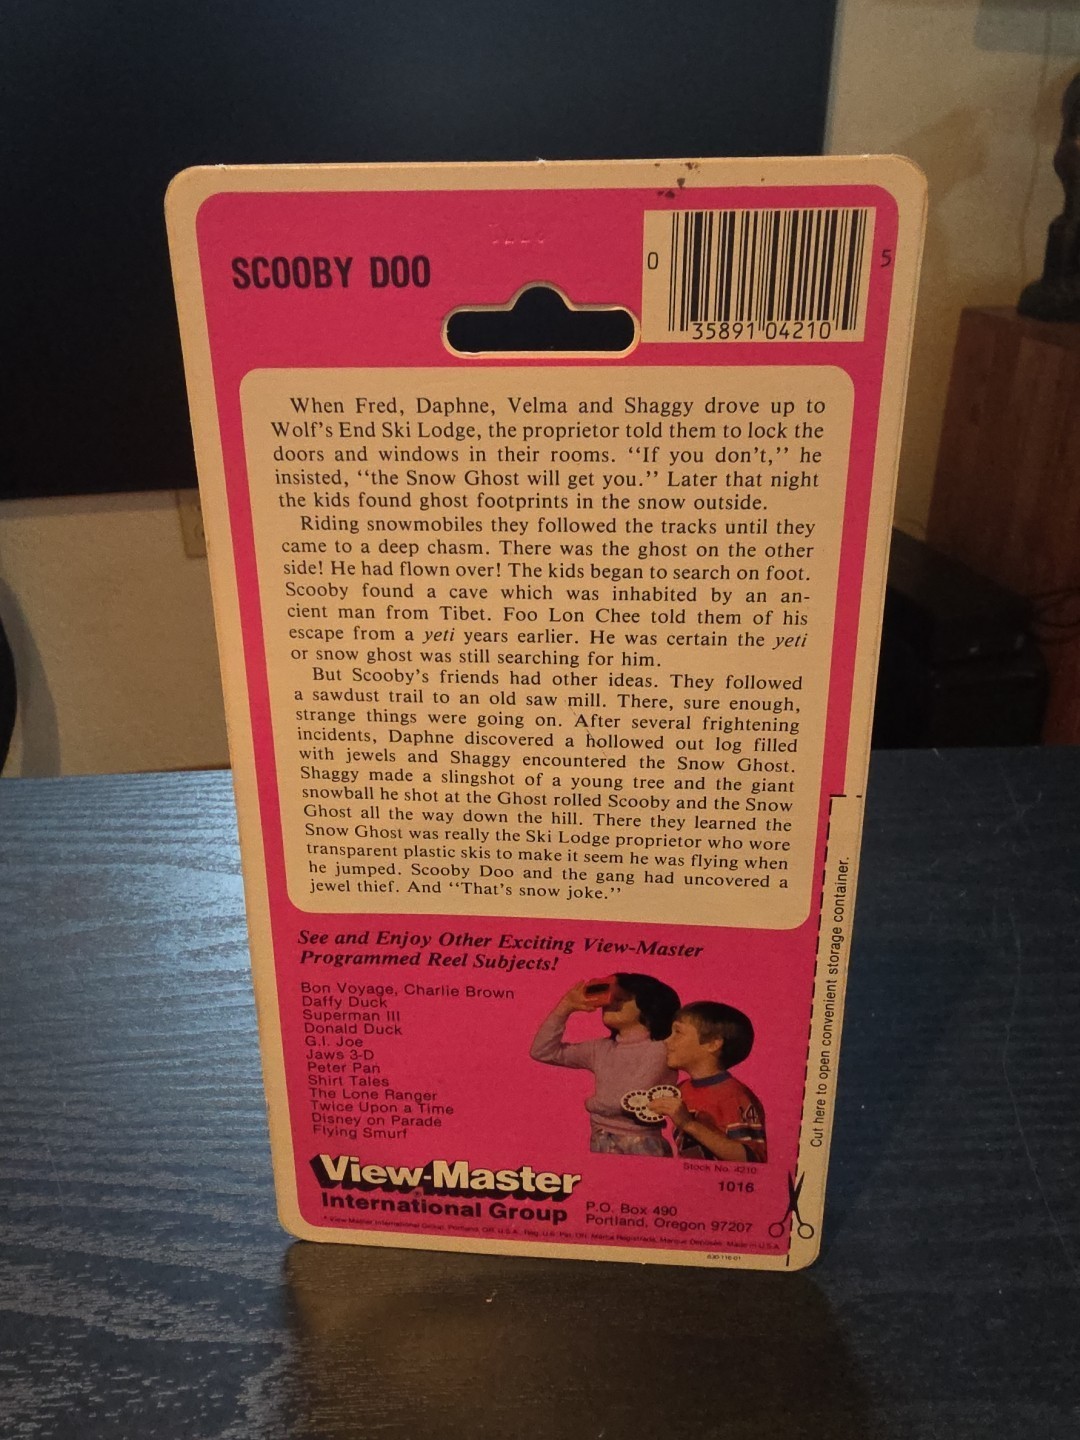 SCOOBY DOO
0
5
35891 04210
When Fred, Daphne, Velma and Shaggy drove up to
Wolf's End Ski Lodge, the proprietor told them to lock the
doors and windows in their rooms. "If you don't," he
insisted, "the Snow Ghost will get you." Later that night
the kids found ghost footprints in the snow outside.
Riding snowmobiles they followed the tracks until they
came to a deep chasm. There was the ghost on the other
side! He had flown over! The kids began to search on foot.
Scooby found a cave which was inhabited by an an-
cient man from Tibet. Foo Lon Chee told them of his
escape from a yeti years earlier. He was certain the yeti
or snow ghost was still searching for him.
But Scooby's friends had other ideas. They followed
a sawdust trail to an old saw mill. There, sure enough,
strange things were going on. After several frightening
incidents, Daphne discovered a hollowed out log filled
with jewels and Shaggy encountered the Snow Ghost.
Shaggy made a slingshot of a young tree and the giant
snowball he shot at the Ghost rolled Scooby and the Snow
Ghost all the way down the hill. There they learned the
Snow Ghost was really the Ski Lodge proprietor who wore
transparent plastic skis to make it seem he was flying when
he jumped. Scooby Doo and the gang had uncovered a
jewel thief. And "That's snow joke."
See and Enjoy Other Exciting View-Master
Programmed Reel Subjects!
Bon Voyage, Charlie Brown
Daffy Duck
Superman III
Donald Duck
G.I. Joe
Jaws 3-D
Peter Pan
Shirt Tales
The Lone Ranger
Twice Upon a Time
Disney on Parade
Flying Smurf
Cut here to open convenient storage container.
Stock No. 4210
1016
View-Master
International Group
P.O. Box 490
Portland, Oregon 97207
* View-Master International Group, Portland, OR, U.S.A. Reg. U.S. Pat. Off. Marca Registrada, Marque Déposée. Made in U.S.A.